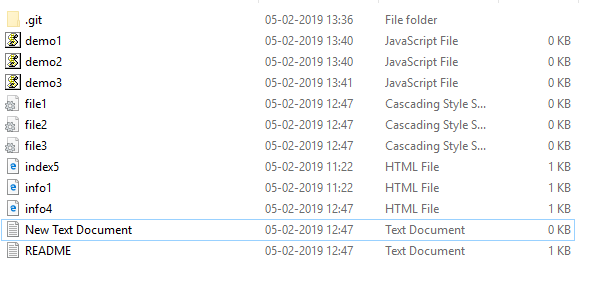 .git 05-02-2019 13:36 File folder
demo1 05-02-2019 13:40 JavaScript File 0 KB
demo2 05-02-2019 13:40 JavaScript File 0 KB
demo3 05-02-2019 13:41 JavaScript File 0 KB
file1 05-02-2019 12:47 Cascading Style S... 0 KB
file2 05-02-2019 12:47 Cascading Style S... 0 KB
file3 05-02-2019 12:47 Cascading Style S... 0 KB
index5 05-02-2019 11:22 HTML File 1 KB
info1 05-02-2019 11:22 HTML File 1 KB
info4 05-02-2019 12:47 HTML File 1 KB
New Text Document 05-02-2019 12:47 Text Document 0 KB
README 05-02-2019 12:47 Text Document 1 KB